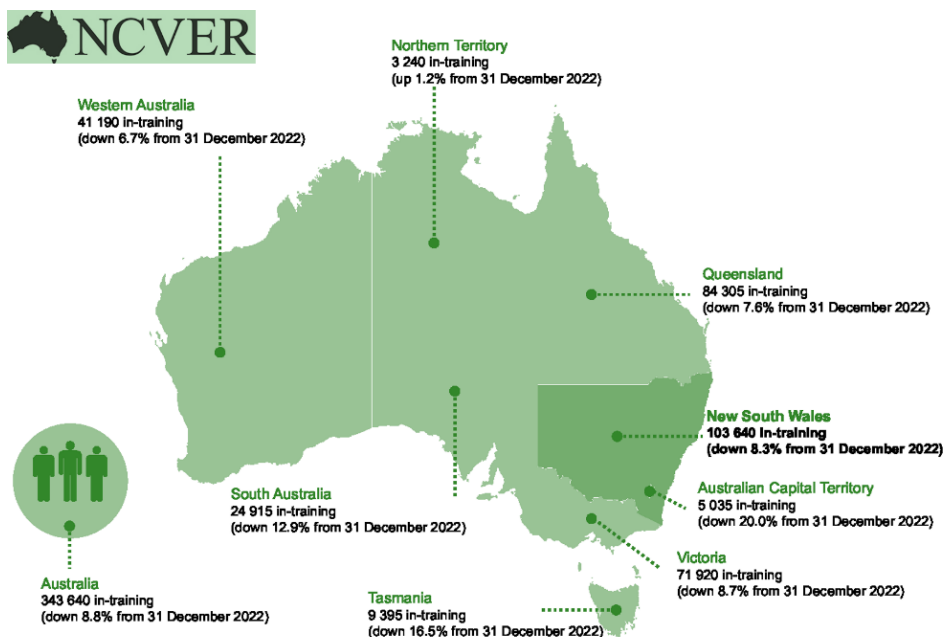 NCVER
Northern Territory
3 240 in-training
(up 1.2% from 31 December 2022)
Western Australia
41 190 in-training
(down 6.7% from 31 December 2022)
Queensland
84 305 in-training
(down 7.6% from 31 December 2022)
New South Wales
103 640 in-training
(down 8.3% from 31 December 2022)
South Australia
24 915 in-training
(down 12.9% from 31 December 2022)
Australian Capital Territory
5 035 in-training
(down 20.0% from 31 December 2022)
Victoria
71 920 in-training
(down 8.7% from 31 December 2022)
Australia
343 640 in-training
(down 8.8% from 31 December 2022)
Tasmania
9 395 in-training
(down 16.5% from 31 December 2022)